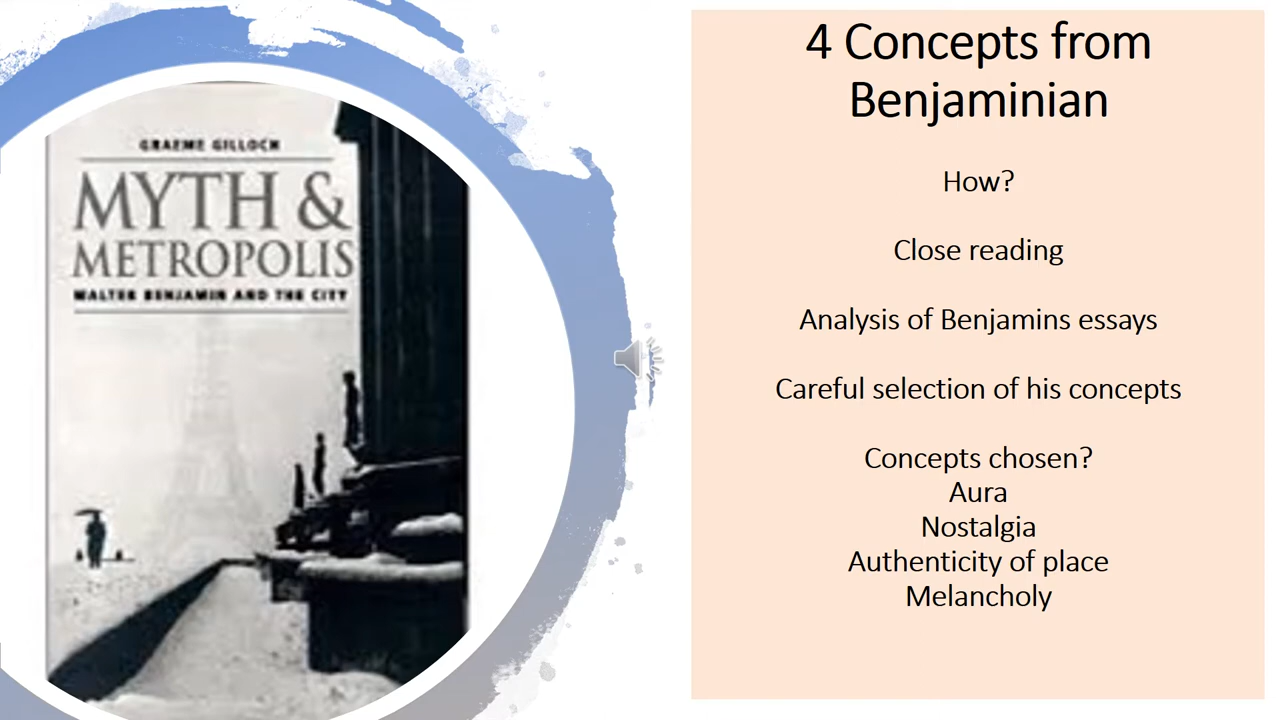 GRAEME GILLOCH
MYTH &
METROPOLIS
WALTER BENJAMIN AND THE CITY
4 Concepts from
Benjaminian
How?
Close reading
Analysis of Benjamins essays
Careful selection of his concepts
Concepts chosen?
Aura
Nostalgia
Authenticity of place
Melancholy